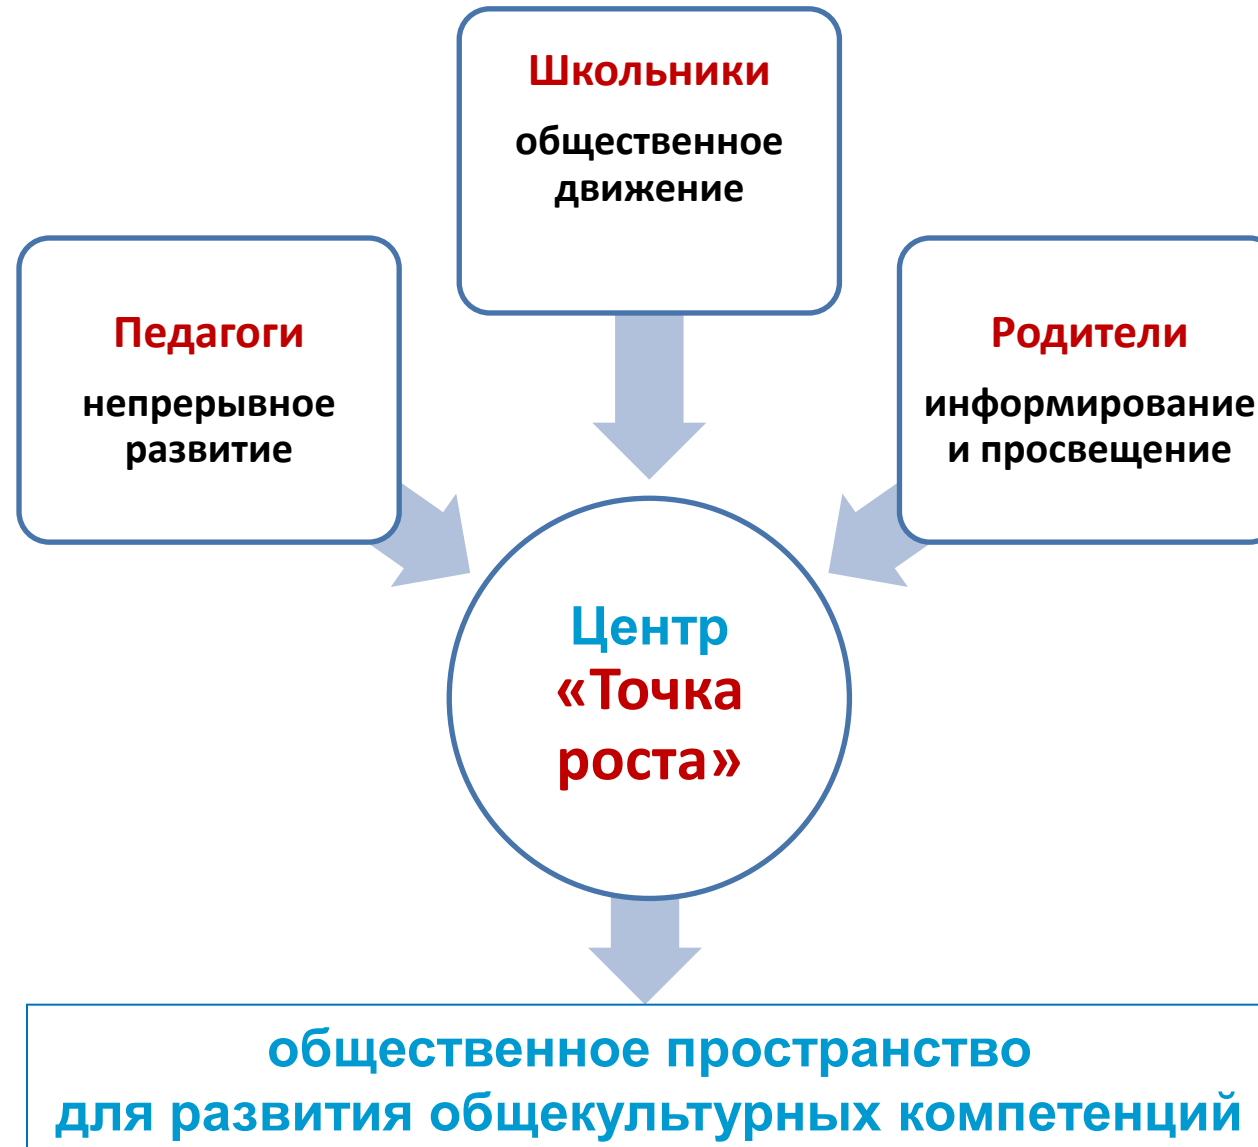 Школьники
общественное
движение
Педагоги
непрерывное
развитие
Родители
информирование
и просвещение
Центр
«Точка
роста»
общественное пространство
для развития общекультурных компетенций